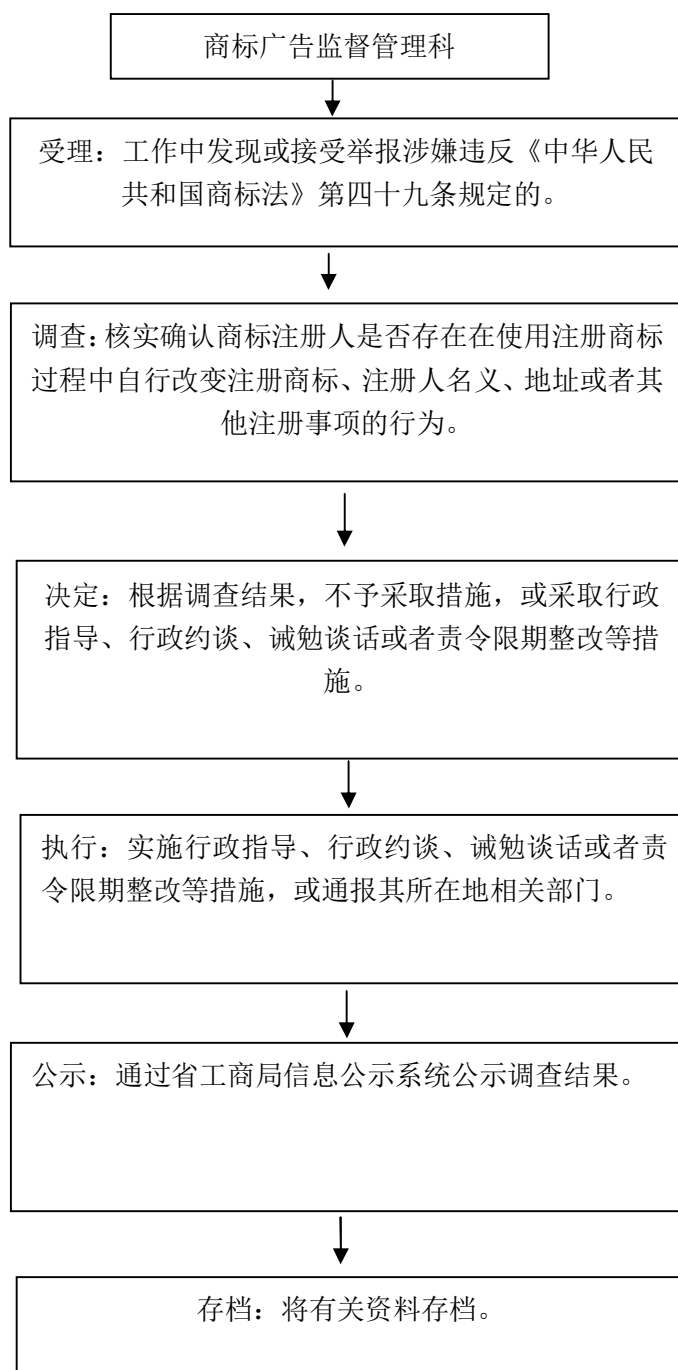 商标广告监督管理科
受理：工作中发现或接受举报涉嫌违反《中华人民
共和国商标法》第四十九条规定的。
调查：核实确认商标注册人是否存在在使用注册商标
过程中自行改变注册商标、注册人名义、地址或者其
他注册事项的行为。
决定：根据调查结果，不予采取措施，或采取行政
指导、行政约谈、诫勉谈话或者责令限期整改等措
施。
执行：实施行政指导、行政约谈、诫勉谈话或者责
令限期整改等措施，或通报其所在地相关部门。
公示：通过省工商局信息公示系统公示调查结果。
存档：将有关资料存档。